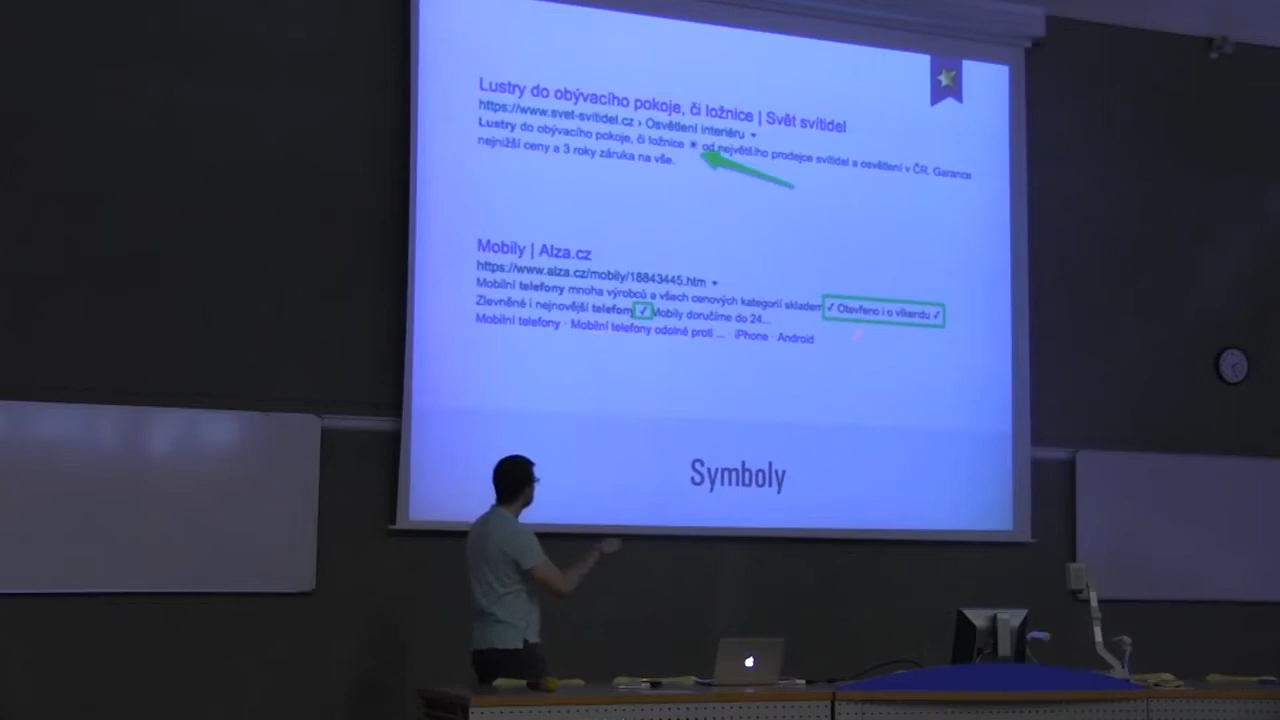 Lustry do obývacího pokoje, či ložnice | Svět svítidel
https://www.svet-svitidel.cz › Osvětlení interiéru ▾
Lustry do obývacího pokoje, či ložnice ☀ od největšího prodejce svítidel a osvětlení v ČR. Garance
nejnižší ceny a 3 roky záruka na vše.
Mobily | Alza.cz
https://www.alza.cz/mobily/18843445.htm ▾
Mobilní telefony mnoha výrobců a všech cenových kategorií skladem ✓ Otevřeno i o víkendu ✓
Zlevněné i nejnovější telefony ✓ Mobily doručíme do 24...
Mobilní telefony · Mobilní telefony odolné proti ... · iPhone · Android
Symboly